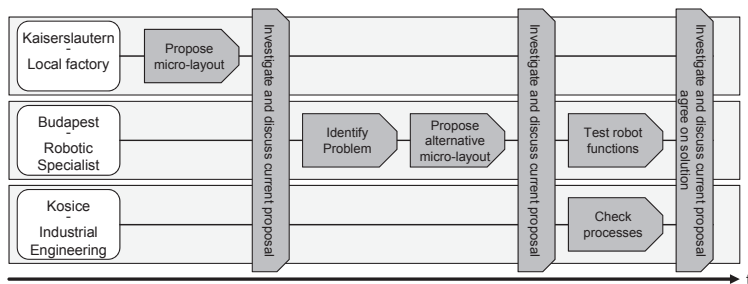 Kaiserslautern
-
Local factory
Propose
micro-layout
Investigate and discuss current proposal
Investigate and discuss current proposal
Investigate and discuss current proposal
agree on solution
Budapest
-
Robotic
Specialist
Identify
Problem
Propose
alternative
micro-layout
Test robot
functions
Kosice
-
Industrial
Engineering
Check
processes
t